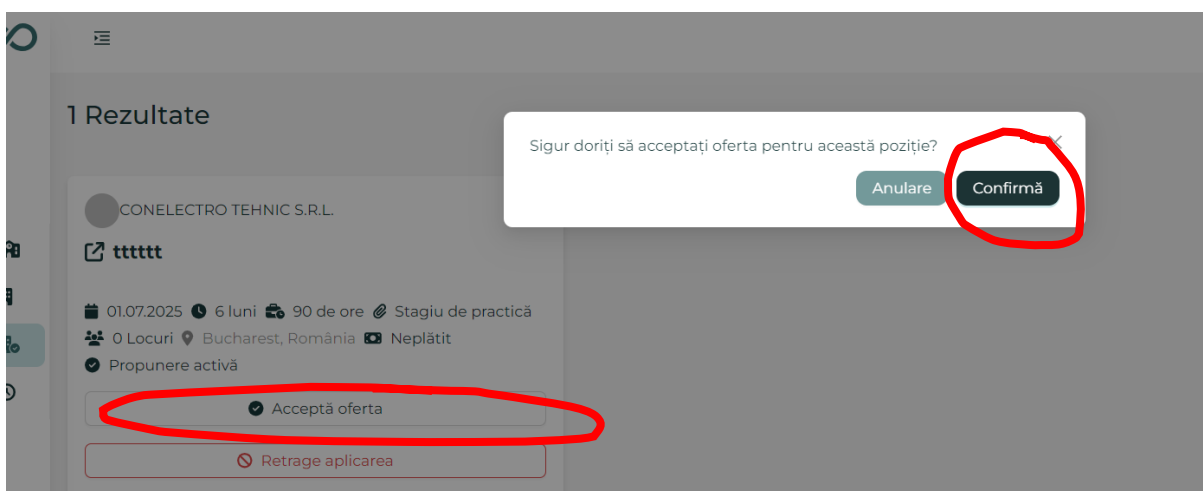 1 Rezultate
Sigur doriți să acceptați oferta pentru această poziție?
Anulare Confirmă
CONELECTRO TEHNIC S.R.L.
tttttt
01.07.2025 6 luni 90 de ore Stagiu de practică
0 Locuri Bucharest, România Neplătit
Propunere activă
Acceptă oferta
Retrage aplicarea